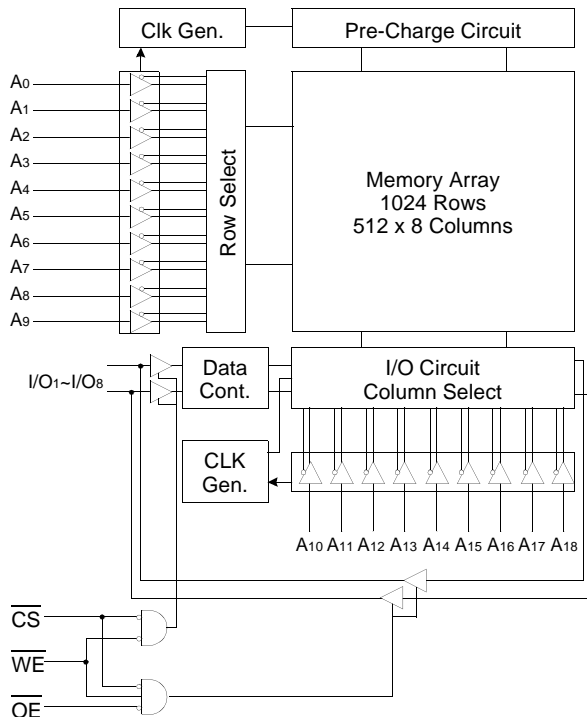 Clk Gen.
Pre-Charge Circuit
A0
A1
A2
A3
A4
A5
A6
A7
A8
A9
Row Select
Memory Array
1024 Rows
512 x 8 Columns
I/O1~I/O8
Data
Cont.
I/O Circuit
Column Select
CLK
Gen.
A10 A11 A12 A13 A14 A15 A16 A17 A18
CS
WE
OE